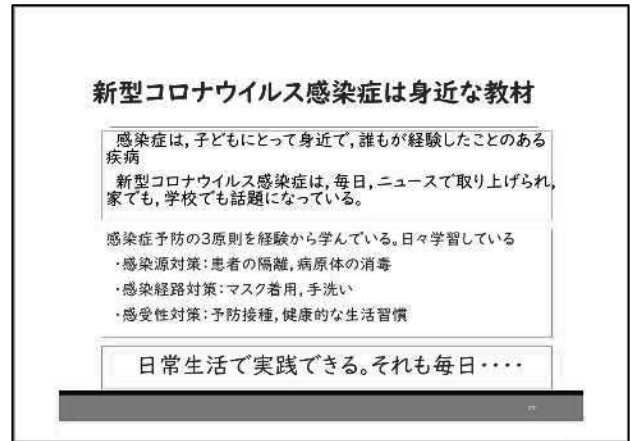 新型コロナウイルス感染症は身近な教材
感染症は,子どもにとって身近で,誰もが経験したことのある
疾病
新型コロナウイルス感染症は,毎日,ニュースで取り上げられ,
家でも,学校でも話題になっている。
感染症予防の3原則を経験から学んでいる。日々学習している
・感染源対策:患者の隔離,病原体の消毒
・感染経路対策:マスク着用,手洗い
・感受性対策:予防接種,健康的な生活習慣
日常生活で実践できる。それも毎日・・・・